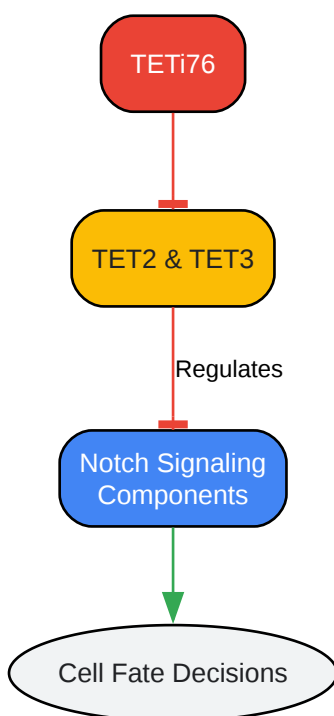 TETi76
TET2 & TET3
Regulates
Notch Signaling
Components
Cell Fate Decisions